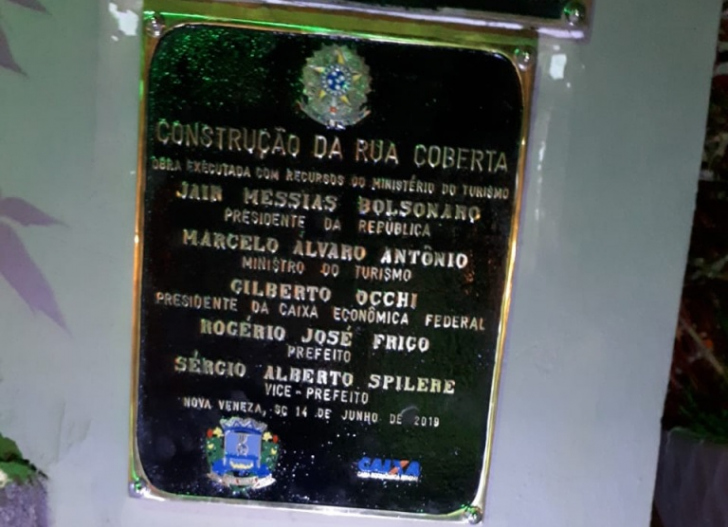 CONSTRUÇÃO DA RUA COBERTA
OBRA EXECUTADA COM RECURSOS DO MINISTÉRIO DO TURISMO
JAIR MESSIAS BOLSONARO
PRESIDENTE DA REPÚBLICA
MARCELO ÁLVARO ANTÔNIO
MINISTRO DO TURISMO
GILBERTO OCCHI
PRESIDENTE DA CAIXA ECONÔMICA FEDERAL
ROGÉRIO JOSÉ FRIGO
PREFEITO
SÉRGIO ALBERTO SPILERE
VICE-PREFEITO
NOVA VENEZA, SC 14 DE JUNHO DE 2019
CAIXA